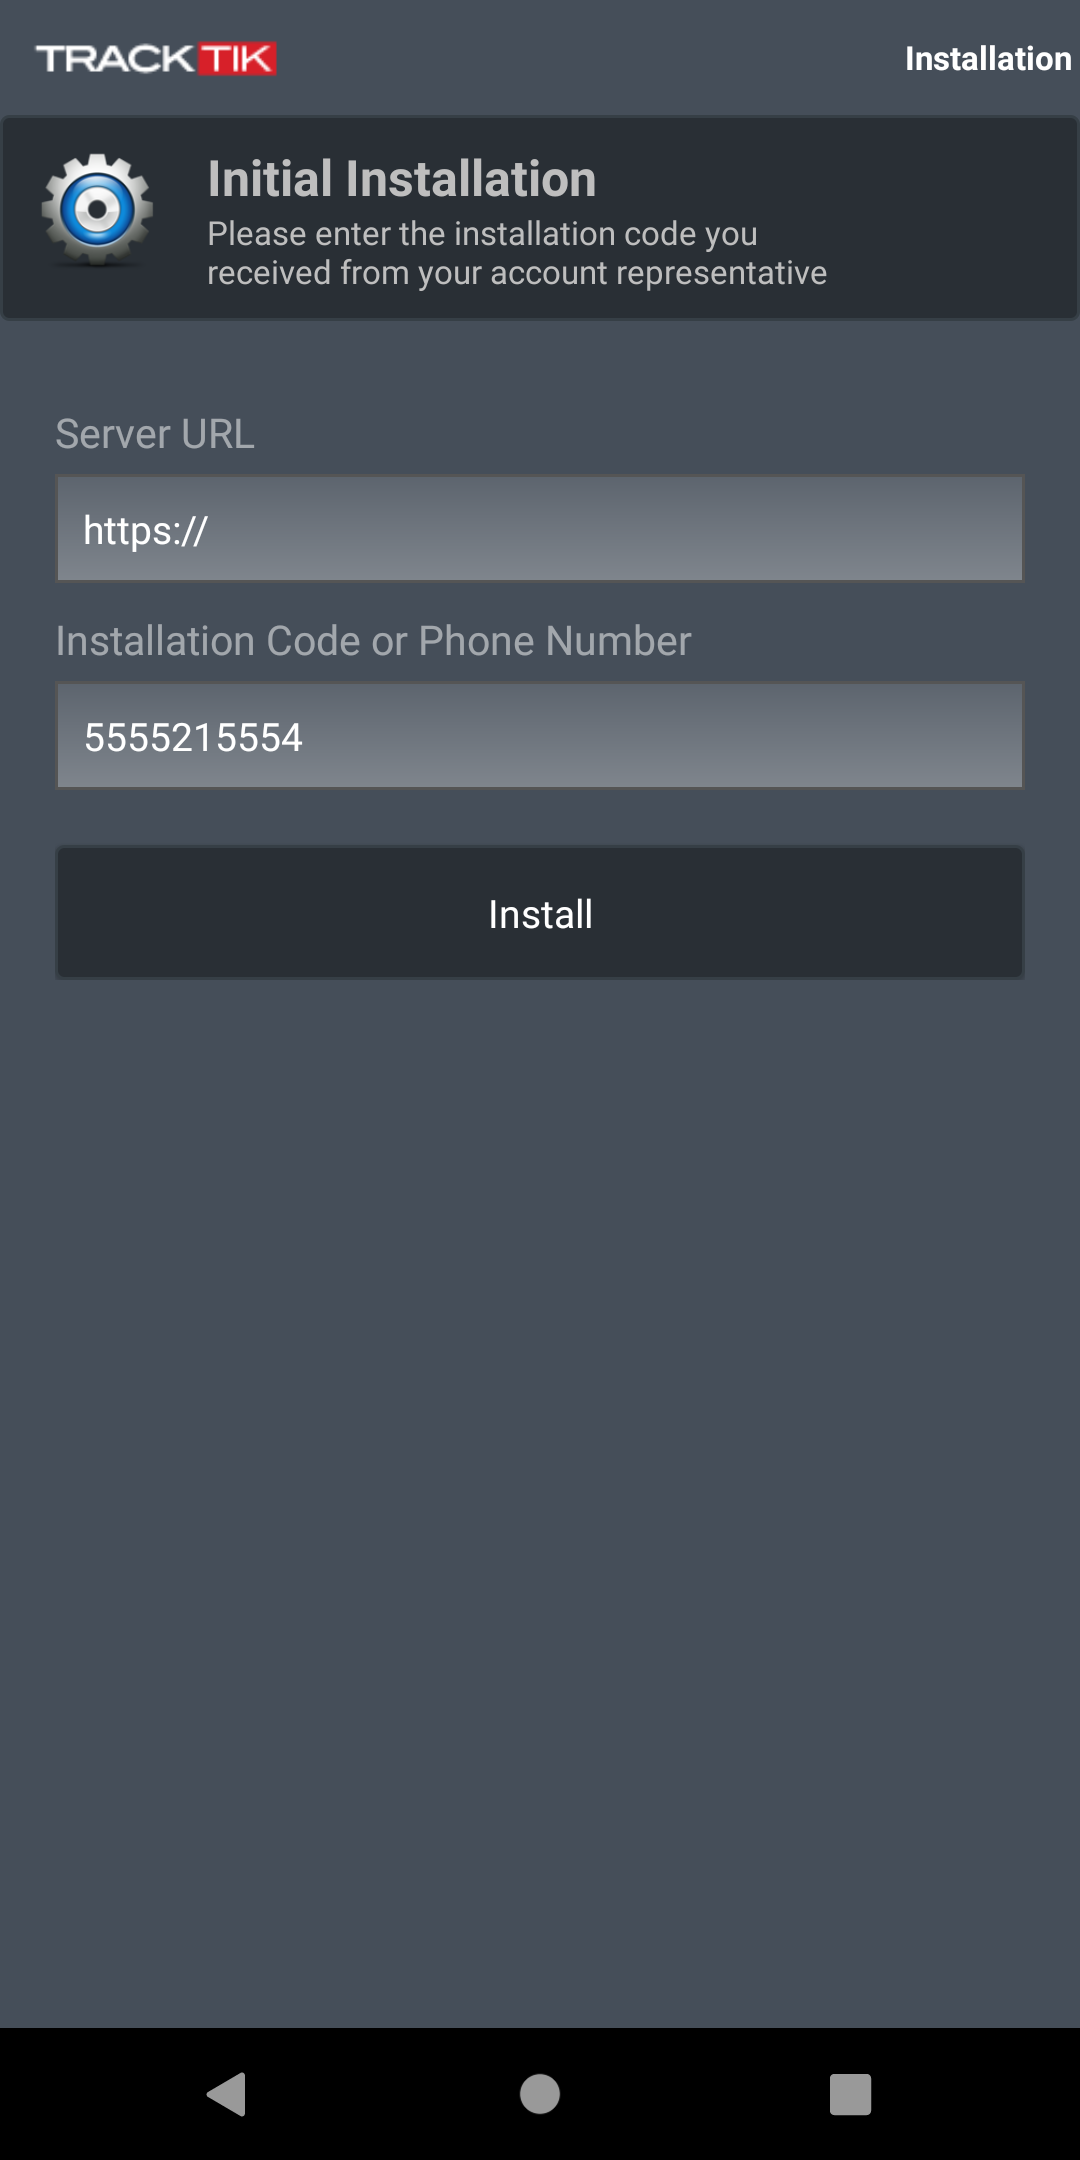 TRACKTIK
Installation
Initial Installation
Please enter the installation code you
received from your account representative
Server URL
https://
Installation Code or Phone Number
5555215554
Install